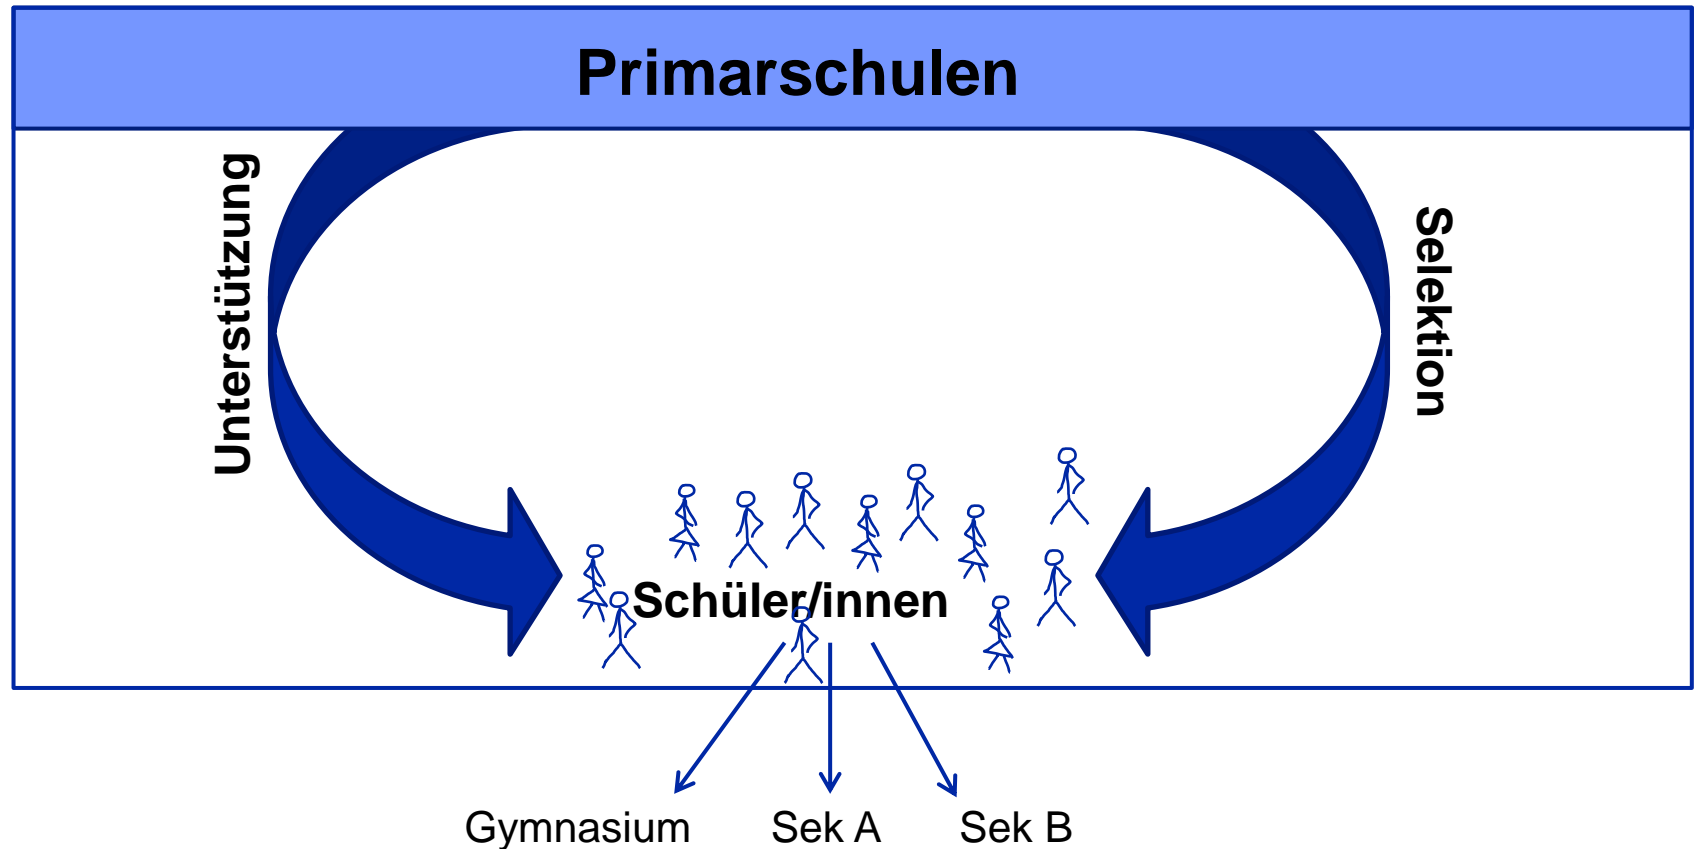 Primarschulen
Unterstützung
Selektion
Schüler/innen
Gymnasium
Sek A
Sek B